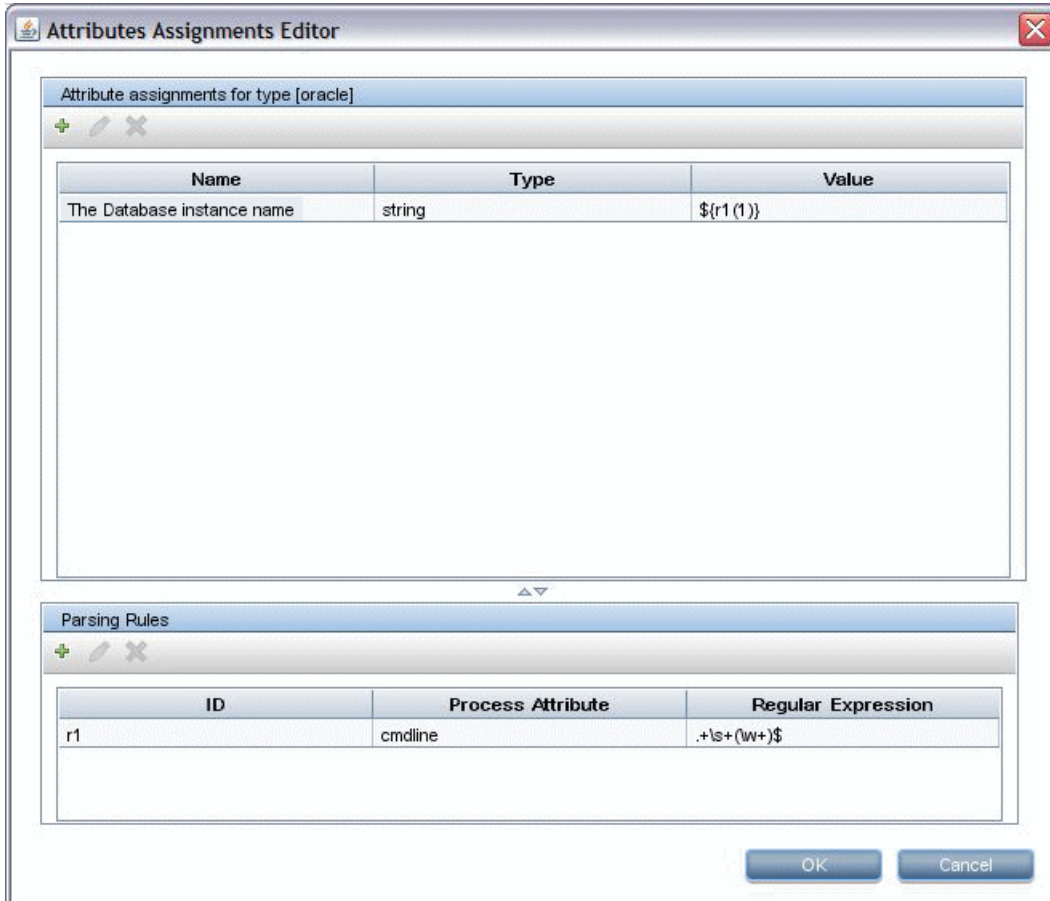 Attributes Assignments Editor
Attribute assignments for type [oracle]
Name Type Value
The Database instance name string ${r1(1)}
Parsing Rules
ID Process Attribute Regular Expression
r1 cmdline .+\s+(\w+)$
OK Cancel